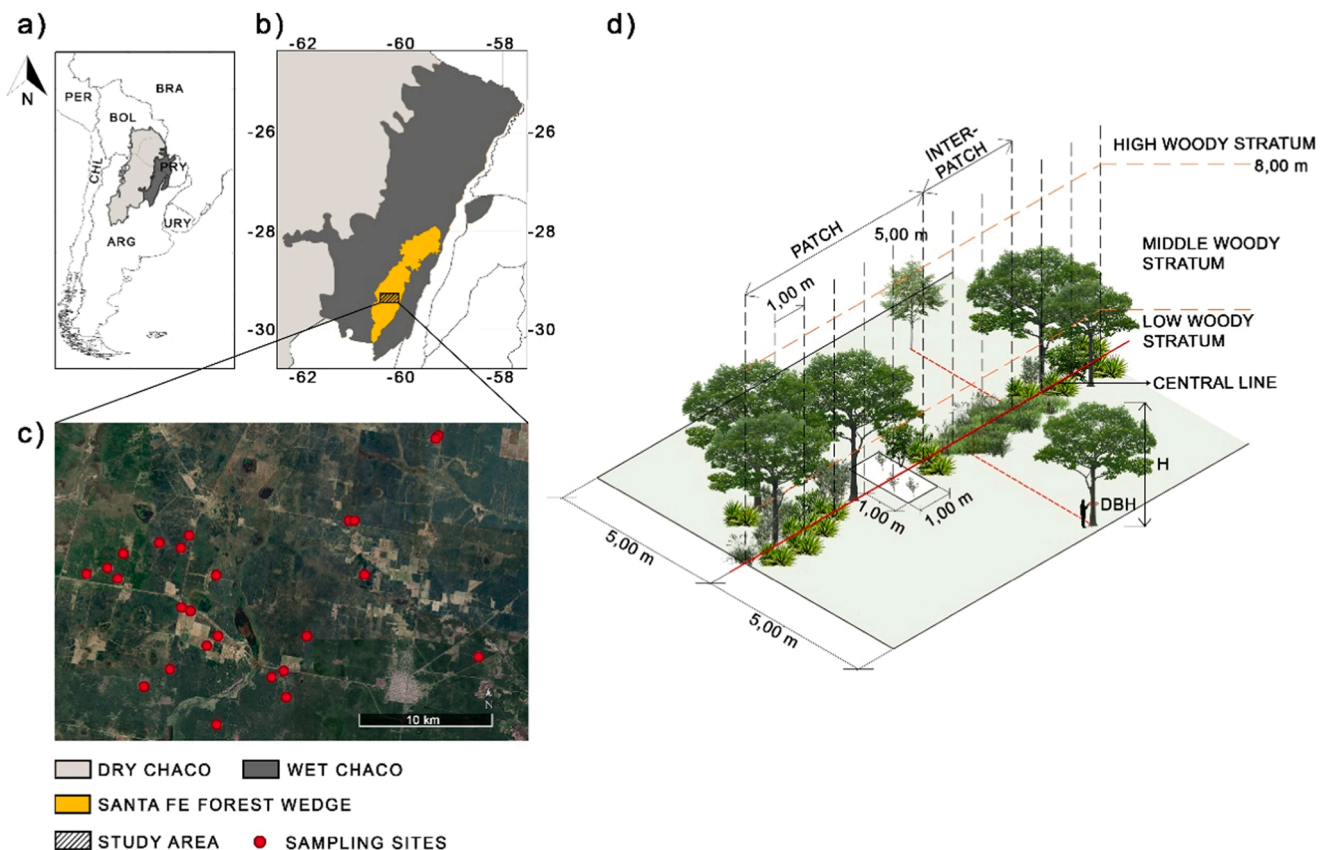 a)
N
PER
BRA
BOL
CHL
PRY
URY
ARG
b)
-62
-60
-58
-26
-26
-28
-28
-30
-30
-62
-60
-58
c)
N
10 km
DRY CHACO
WET CHACO
SANTA FE FOREST WEDGE
STUDY AREA
SAMPLING SITES
d)
INTER-
PATCH
PATCH
5,00 m
1,00 m
HIGH WOODY STRATUM
8,00 m
MIDDLE WOODY
STRATUM
LOW WOODY
STRATUM
CENTRAL LINE
H
DBH
1,00 m
1,00 m
5,00 m
5,00 m